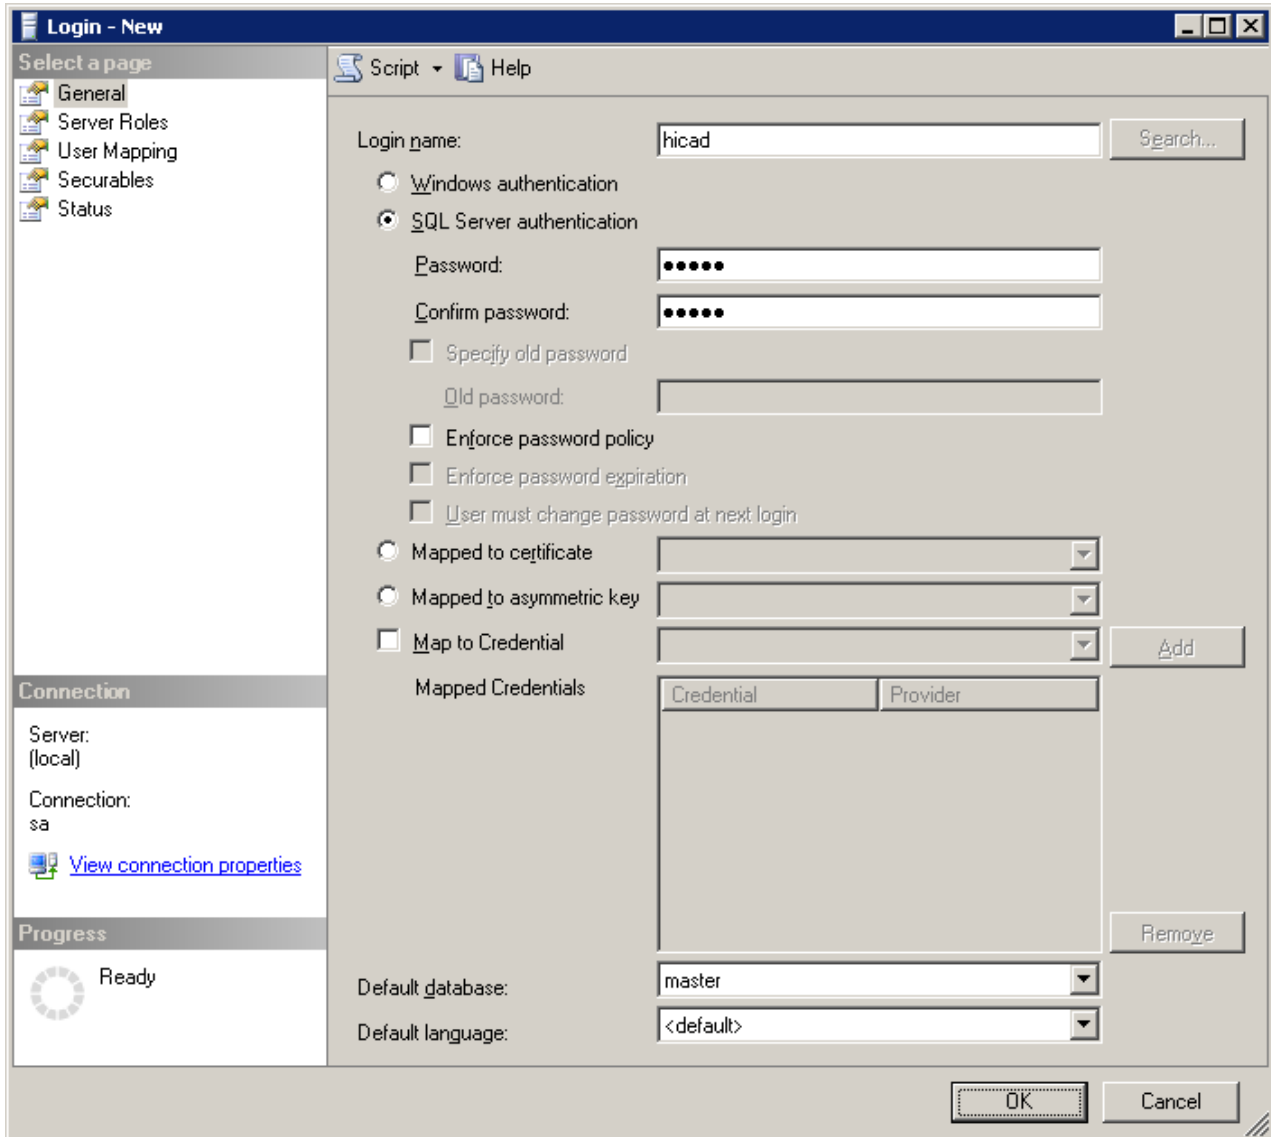 Login - New
Select a page
General
Server Roles
User Mapping
Securables
Status
Script
Help
Login name:
hicad
Search...
Windows authentication
SQL Server authentication
Password:
●●●●●
Confirm password:
●●●●●
Specify old password
Old password:
Enforce password policy
Enforce password expiration
User must change password at next login
Mapped to certificate
Mapped to asymmetric key
Map to Credential
Add
Mapped Credentials
Credential
Provider
Remove
Default database:
master
Default language:
<default>
Connection
Server:
(local)
Connection:
sa
View connection properties
Progress
Ready
OK
Cancel